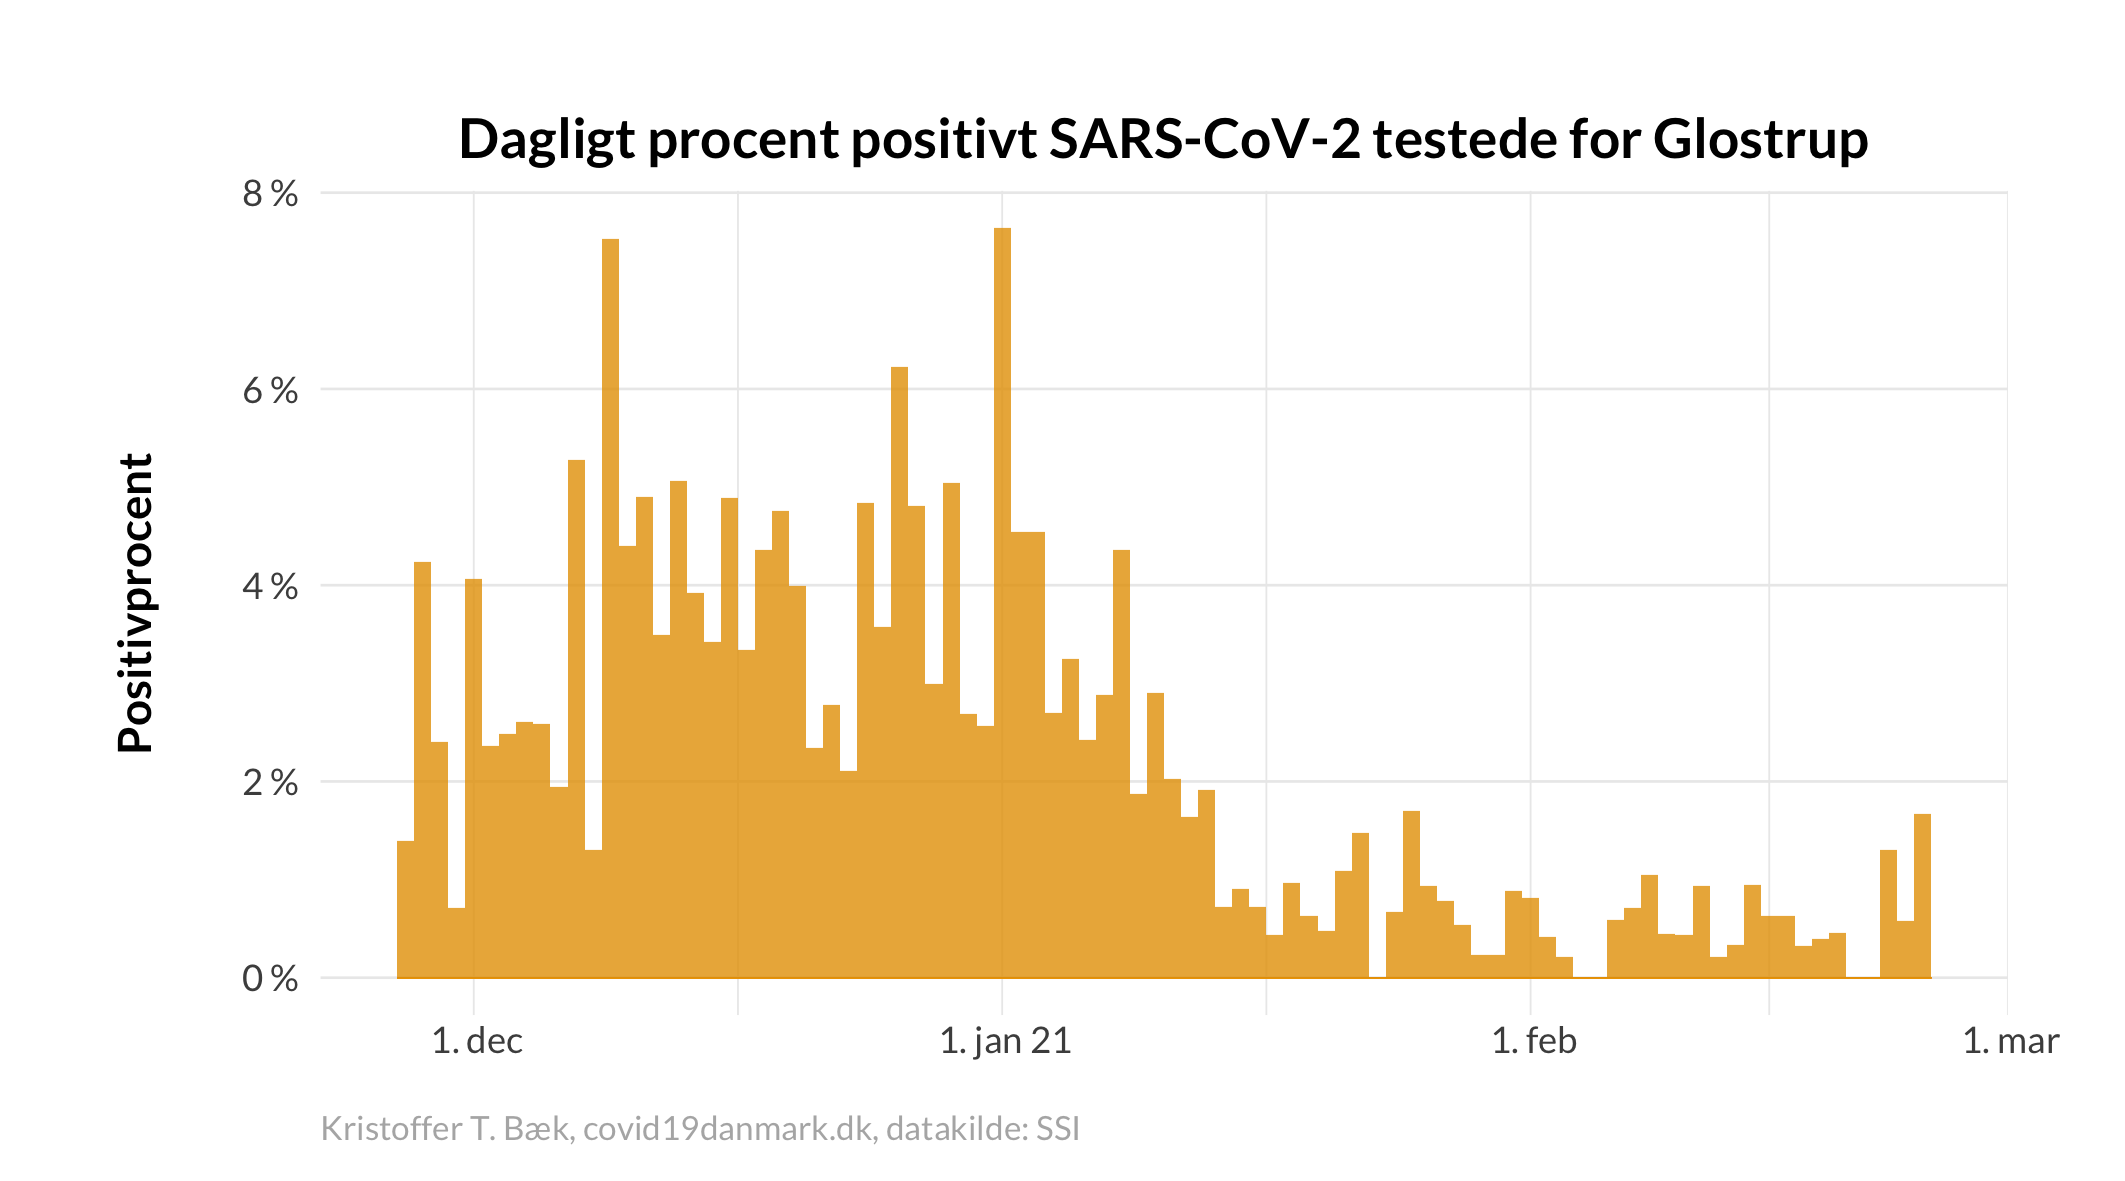 Dagligt procent positivt SARS-CoV-2 testede for Glostrup
8 %
6 %
4 %
2 %
0 %
Positivprocent
1. dec
1. jan 21
1. feb
1. mar
Kristoffer T. Bæk, covid19danmark.dk, datakilde: SSI